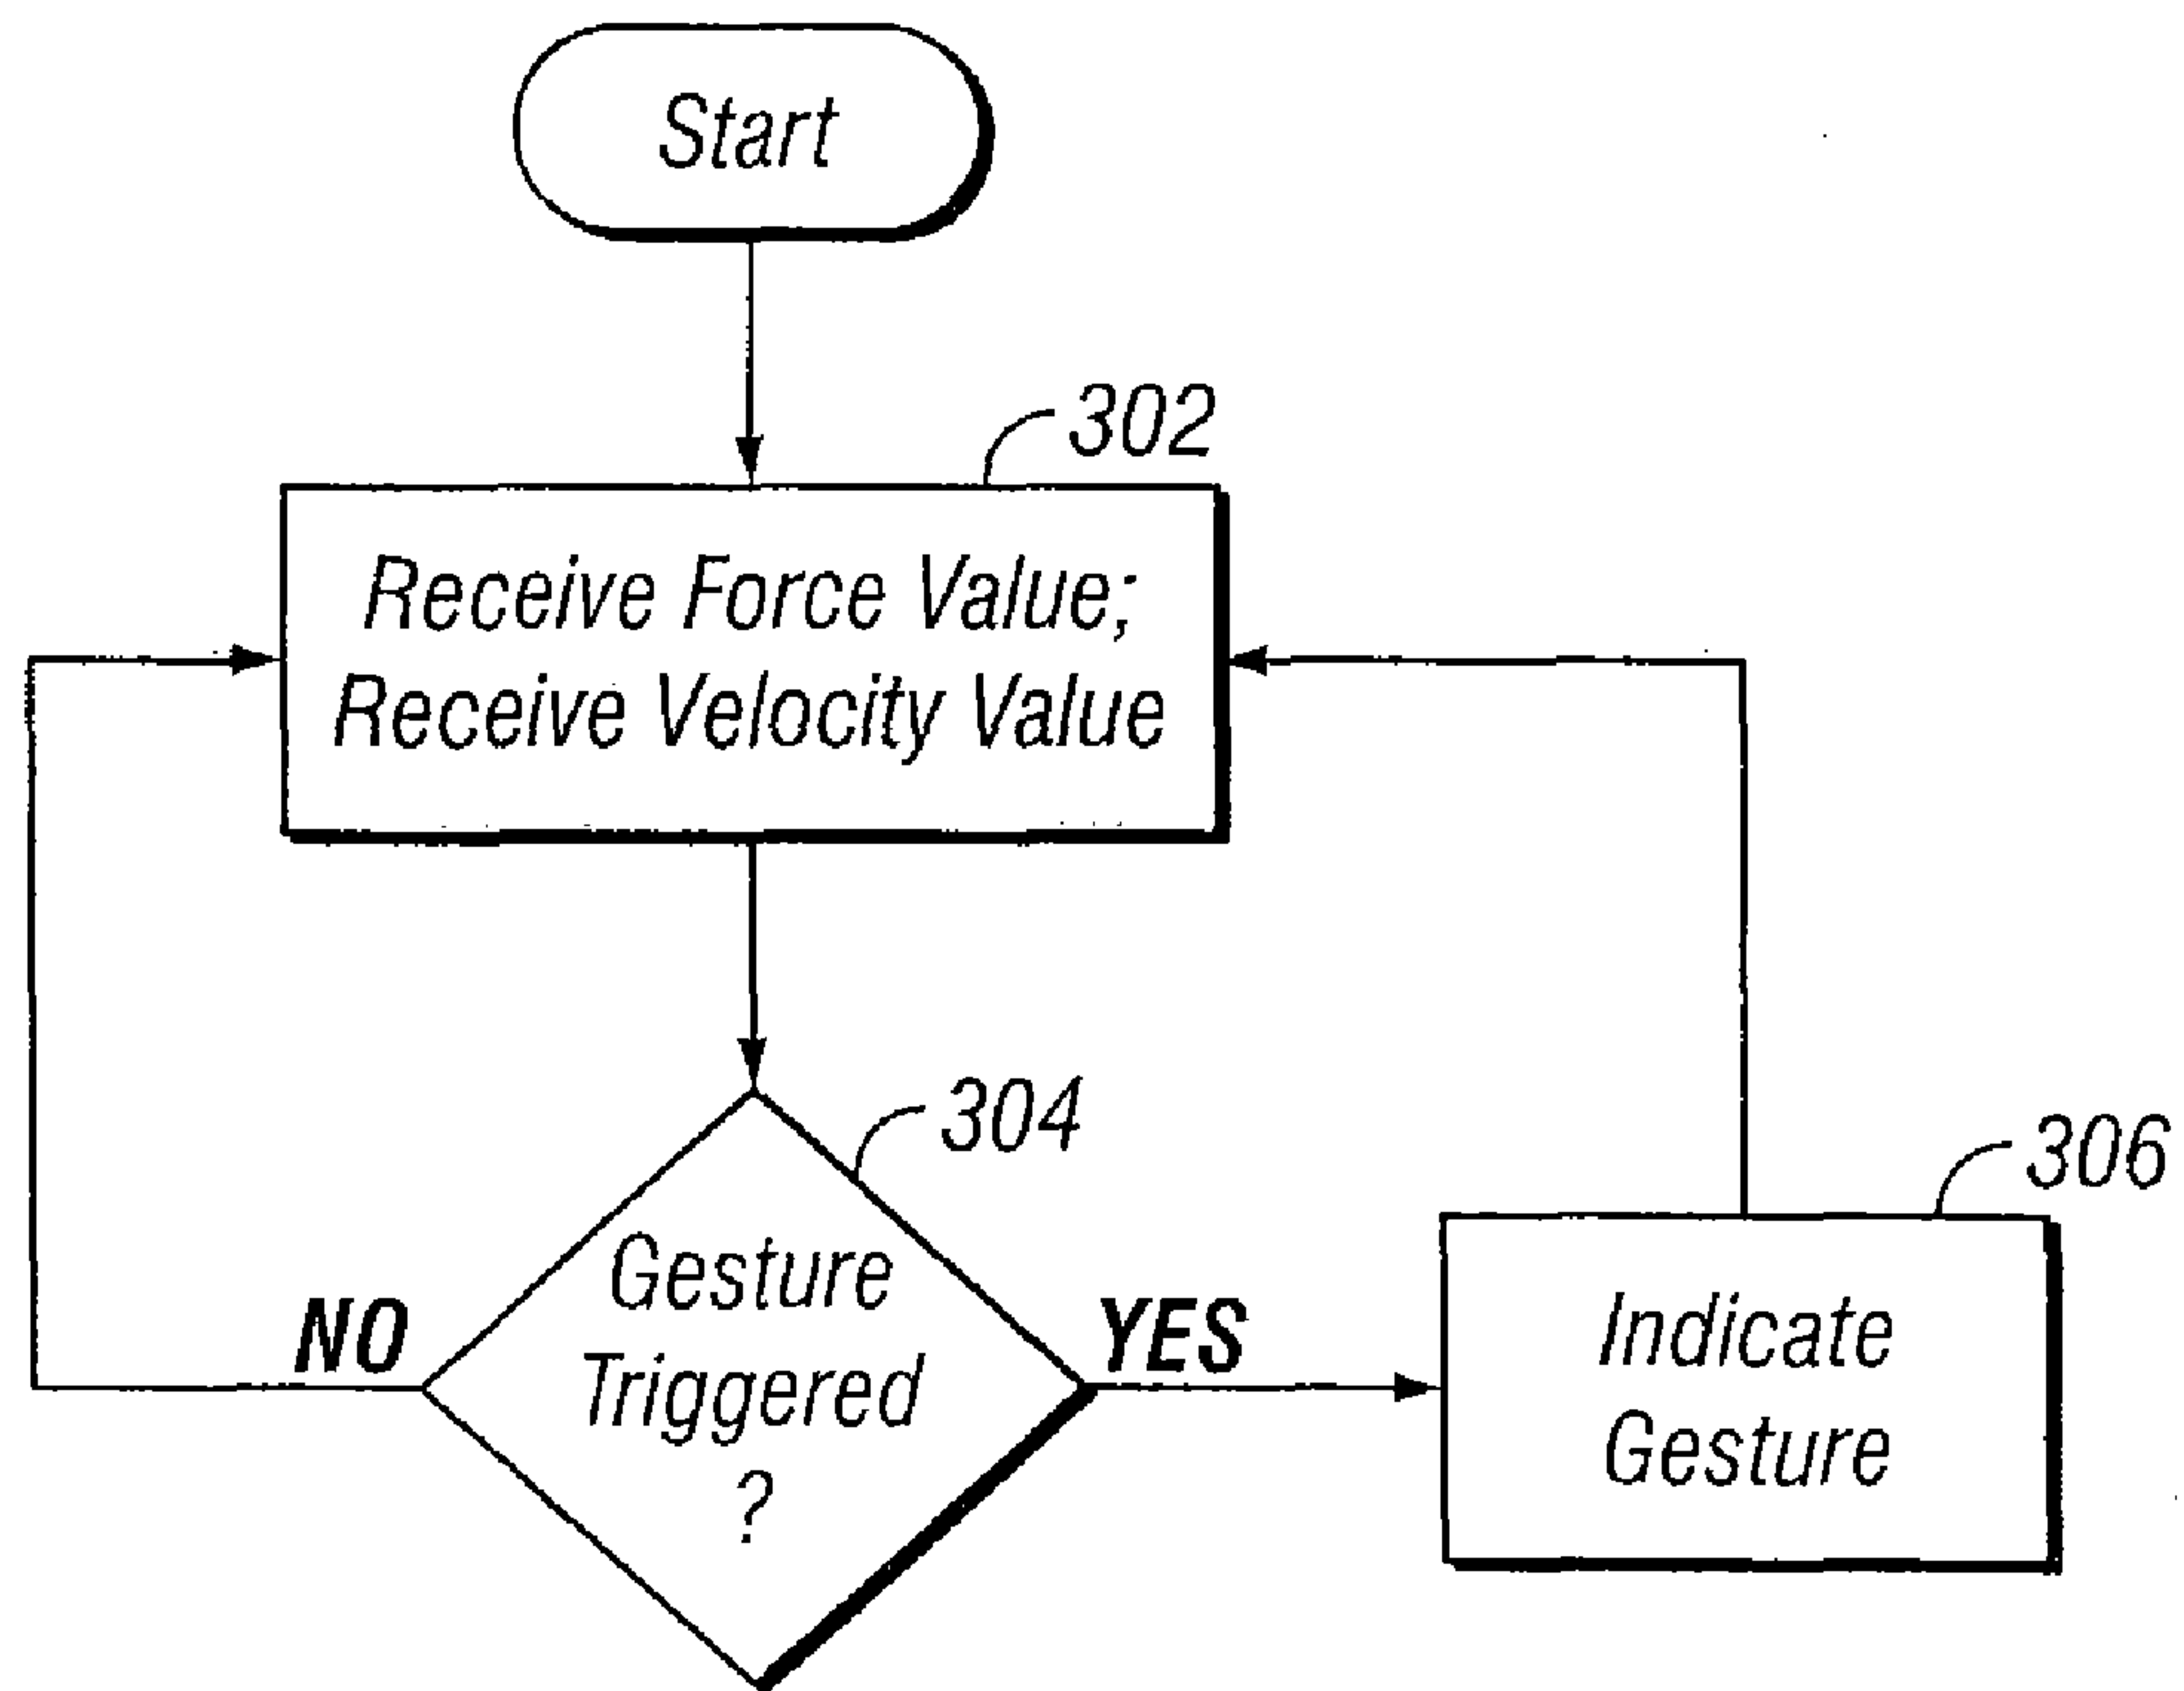 Start
302
Receive Force Value;
Receive Velocity Value
304
Gesture
Triggered
?
NO
YES
306
Indicate
Gesture